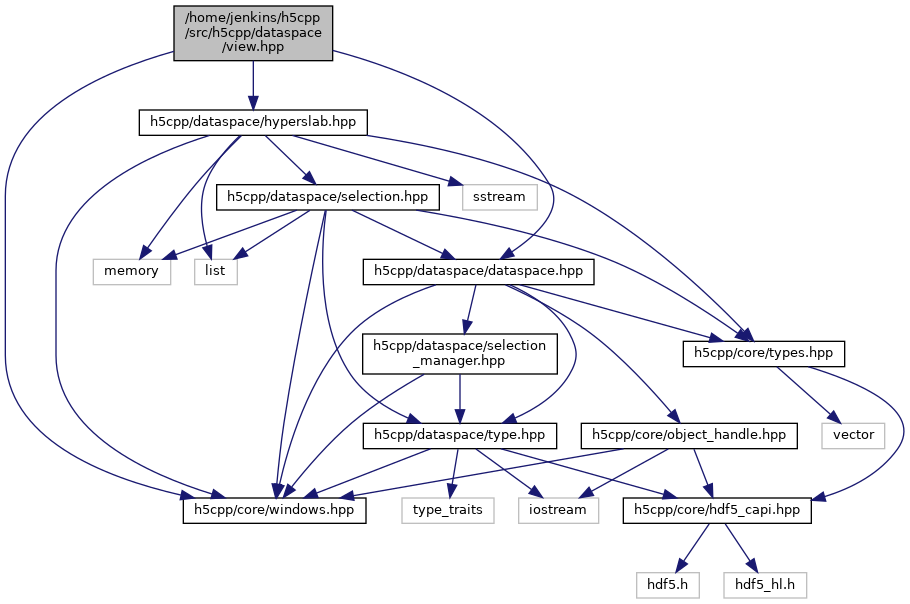 /home/jenkins/h5cpp
/src/h5cpp/dataspace
/view.hpp
h5cpp/dataspace/hyperslab.hpp
h5cpp/dataspace/selection.hpp
sstream
memory
list
h5cpp/dataspace/dataspace.hpp
h5cpp/dataspace/selection
_manager.hpp
h5cpp/core/types.hpp
h5cpp/dataspace/type.hpp
h5cpp/core/object_handle.hpp
vector
h5cpp/core/windows.hpp
type_traits
iostream
h5cpp/core/hdf5_capi.hpp
hdf5.h
hdf5_hl.h